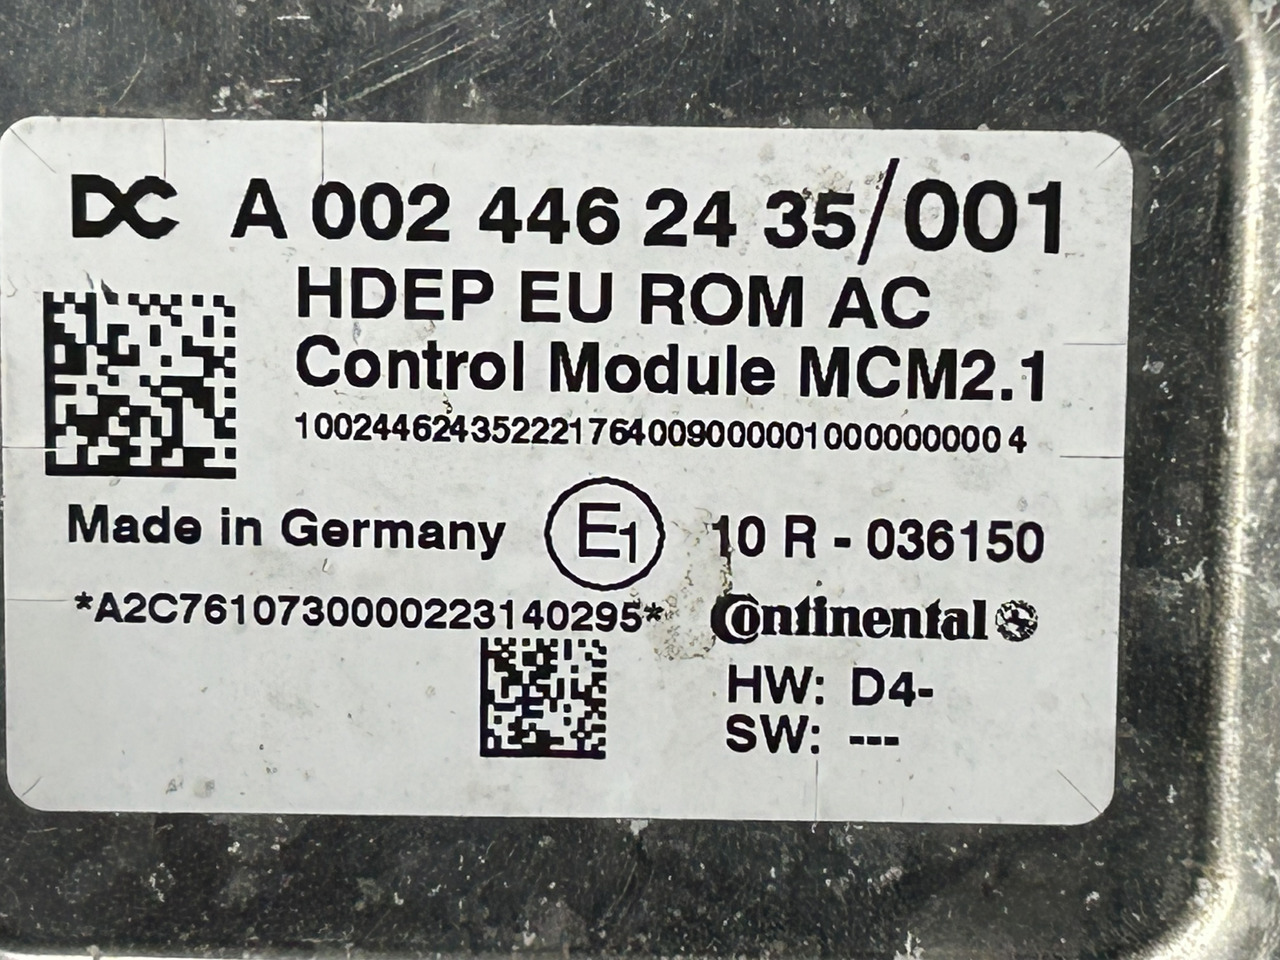 DC A 002 446 24 35/001
HDEP EU ROM AC
Control Module MCM2.1
10024462435222176400900000100000000004
Made in Germany E1 10 R - 036150
*A2C76107300000223140295*
Continental
HW: D4-
SW: ---